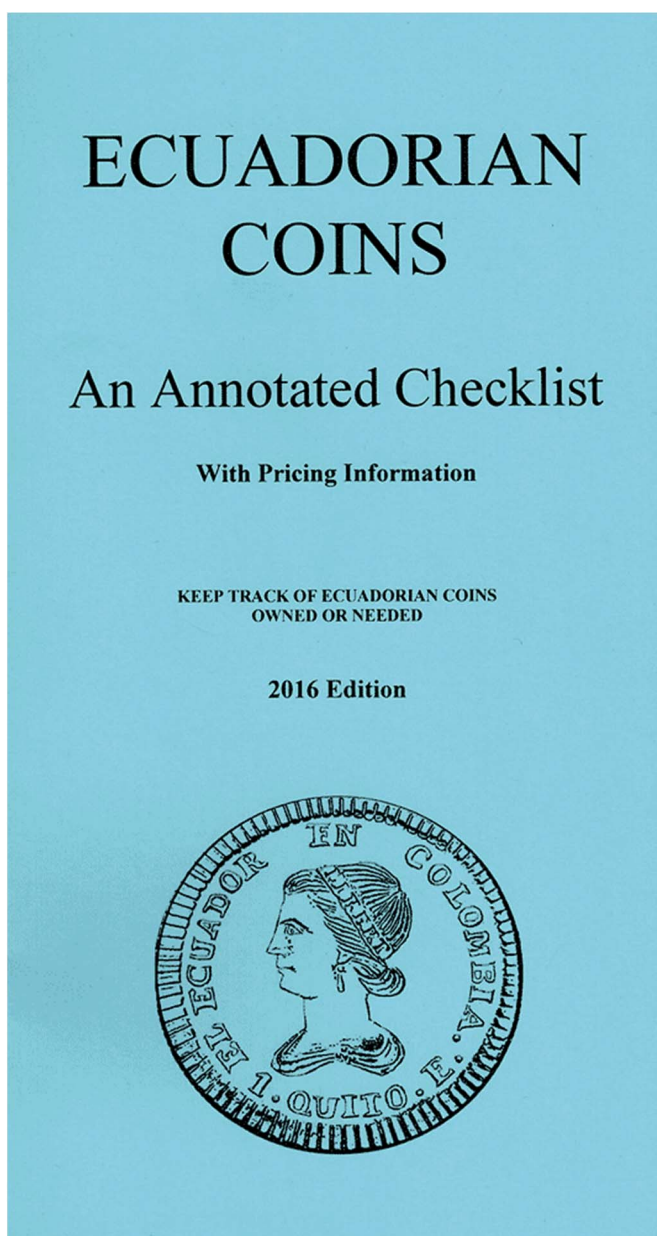 ECUADORIAN
COINS
An Annotated Checklist
With Pricing Information
KEEP TRACK OF ECUADORIAN COINS
OWNED OR NEEDED
2016 Edition
EL ECUADOR EN COLOMBIA.
1. QUITO. E.
LIBERTAD